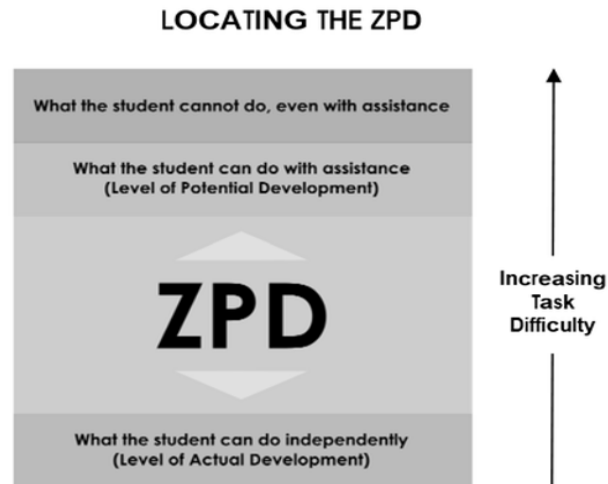 LOCATING THE ZPD
What the student cannot do, even with assistance
What the student can do with assistance
(Level of Potential Development)
ZPD
Increasing
Task
Difficulty
What the student can do independently
(Level of Actual Development)